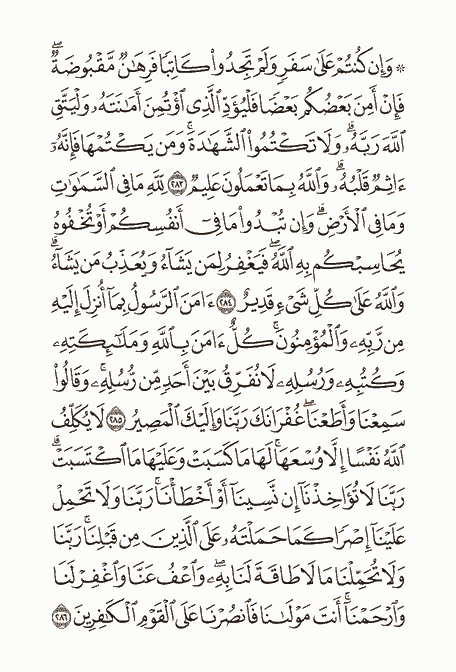 ۞ وَإِن كُنتُمْ عَلَىٰ سَفَرٍ وَلَمْ تَجِدُوا۟ كَاتِبًا فَرِهَـٰنٌ مَّقْبُوضَةٌ ۖ
فَإِنْ أَمِنَ بَعْضُكُم بَعْضًا فَلْيُؤَدِّ ٱلَّذِى ٱؤْتُمِنَ أَمَـٰنَتَهُۥ وَلْيَتَّقِ
ٱللَّهَ رَبَّهُۥ ۗ وَلَا تَكْتُمُوا۟ ٱلشَّهَـٰدَةَ ۚ وَمَن يَكْتُمْهَا فَإِنَّهُۥٓ
ءَاثِمٌ قَلْبُهُۥ ۗ وَٱللَّهُ بِمَا تَعْمَلُونَ عَلِيمٌ ٢٨٣ لِّلَّهِ مَا فِى ٱلسَّمَـٰوَٰتِ
وَمَا فِى ٱلْأَرْضِ ۗ وَإِن تُبْدُوا۟ مَا فِىٓ أَنفُسِكُمْ أَوْ تُخْفُوهُ
يُحَاسِبْكُم بِهِ ٱللَّهُ ۖ فَيَغْفِرُ لِمَن يَشَآءُ وَيُعَذِّبُ مَن يَشَآءُ ۗ
وَٱللَّهُ عَلَىٰ كُلِّ شَىْءٍ قَدِيرٌ ٢٨٤ ءَامَنَ ٱلرَّسُولُ بِمَآ أُنزِلَ إِلَيْهِ
مِن رَّبِّهِۦ وَٱلْمُؤْمِنُونَ ۚ كُلٌّ ءَامَنَ بِٱللَّهِ وَمَلَـٰٓئِكَتِهِۦ
وَكُتُبِهِۦ وَرُسُلِهِۦ لَا نُفَرِّقُ بَيْنَ أَحَدٍ مِّن رُّسُلِهِۦ ۚ وَقَالُوا۟
سَمِعْنَا وَأَطَعْنَا ۖ غُفْرَانَكَ رَبَّنَا وَإِلَيْكَ ٱلْمَصِيرُ ٢٨٥ لَا يُكَلِّفُ
ٱللَّهُ نَفْسًا إِلَّا وُسْعَهَا ۚ لَهَا مَا كَسَبَتْ وَعَلَيْهَا مَا ٱكْتَسَبَتْ ۗ
رَبَّنَا لَا تُؤَاخِذْنَآ إِن نَّسِينَآ أَوْ أَخْطَأْنَا ۚ رَبَّنَا وَلَا تَحْمِلْ
عَلَيْنَآ إِصْرًا كَمَا حَمَلْتَهُۥ عَلَى ٱلَّذِينَ مِن قَبْلِنَا ۚ رَبَّنَا
وَلَا تُحَمِّلْنَا مَا لَا طَاقَةَ لَنَا بِهِۦ ۖ وَٱعْفُ عَنَّا وَٱغْفِرْ لَنَا
وَٱرْحَمْنَآ ۚ أَنتَ مَوْلَىٰنَا فَٱنصُرْنَا عَلَى ٱلْقَوْمِ ٱلْكَـٰفِرِينَ ٢٨٦